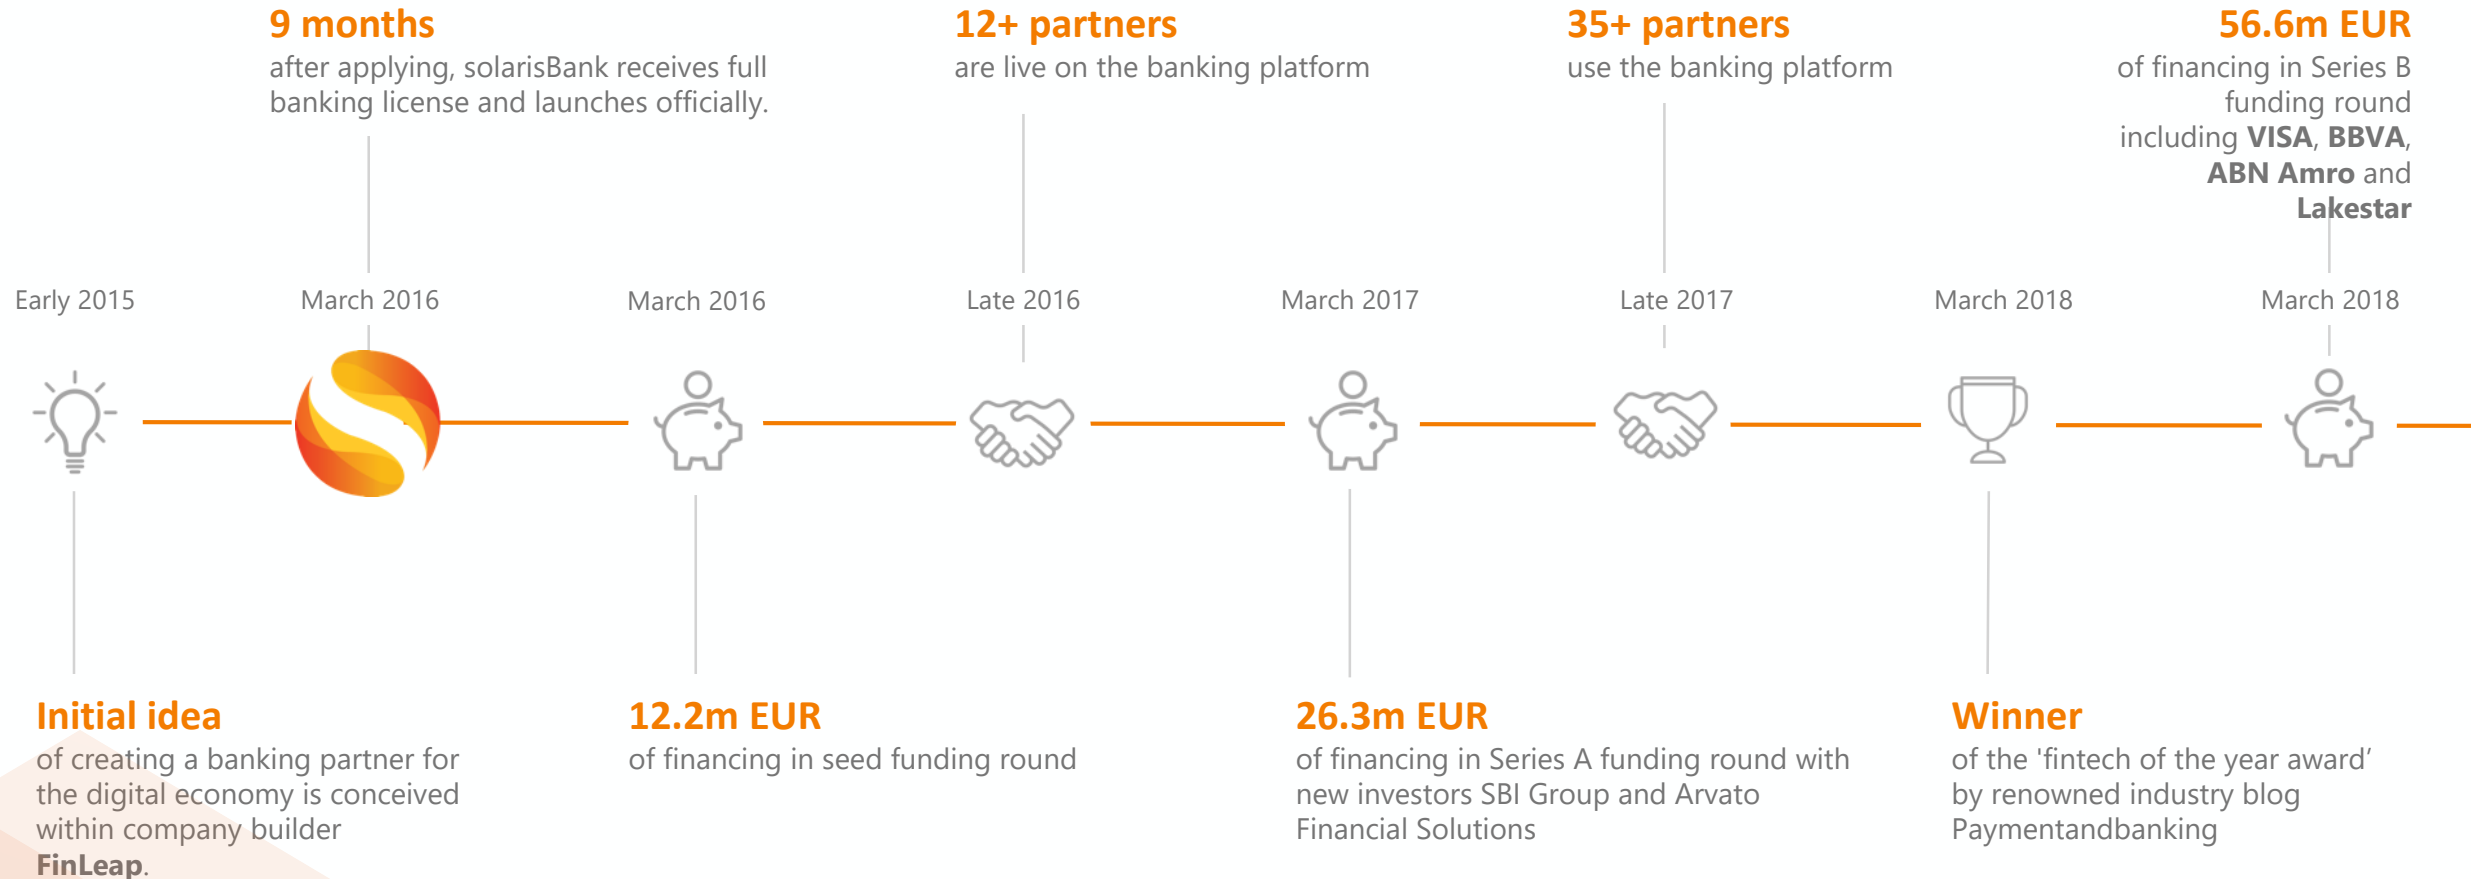 9 months
after applying, solarisBank receives full
banking license and launches officially.
12+ partners
are live on the banking platform
35+ partners
use the banking platform
56.6m EUR
of financing in Series B
funding round
including VISA, BBVA,
ABN Amro and
Lakestar
Early 2015
March 2016
March 2016
Late 2016
March 2017
Late 2017
March 2018
March 2018
Initial idea
of creating a banking partner for
the digital economy is conceived
within company builder
FinLeap.
12.2m EUR
of financing in seed funding round
26.3m EUR
of financing in Series A funding round with
new investors SBI Group and Arvato
Financial Solutions
Winner
of the 'fintech of the year award’
by renowned industry blog
Paymentandbanking